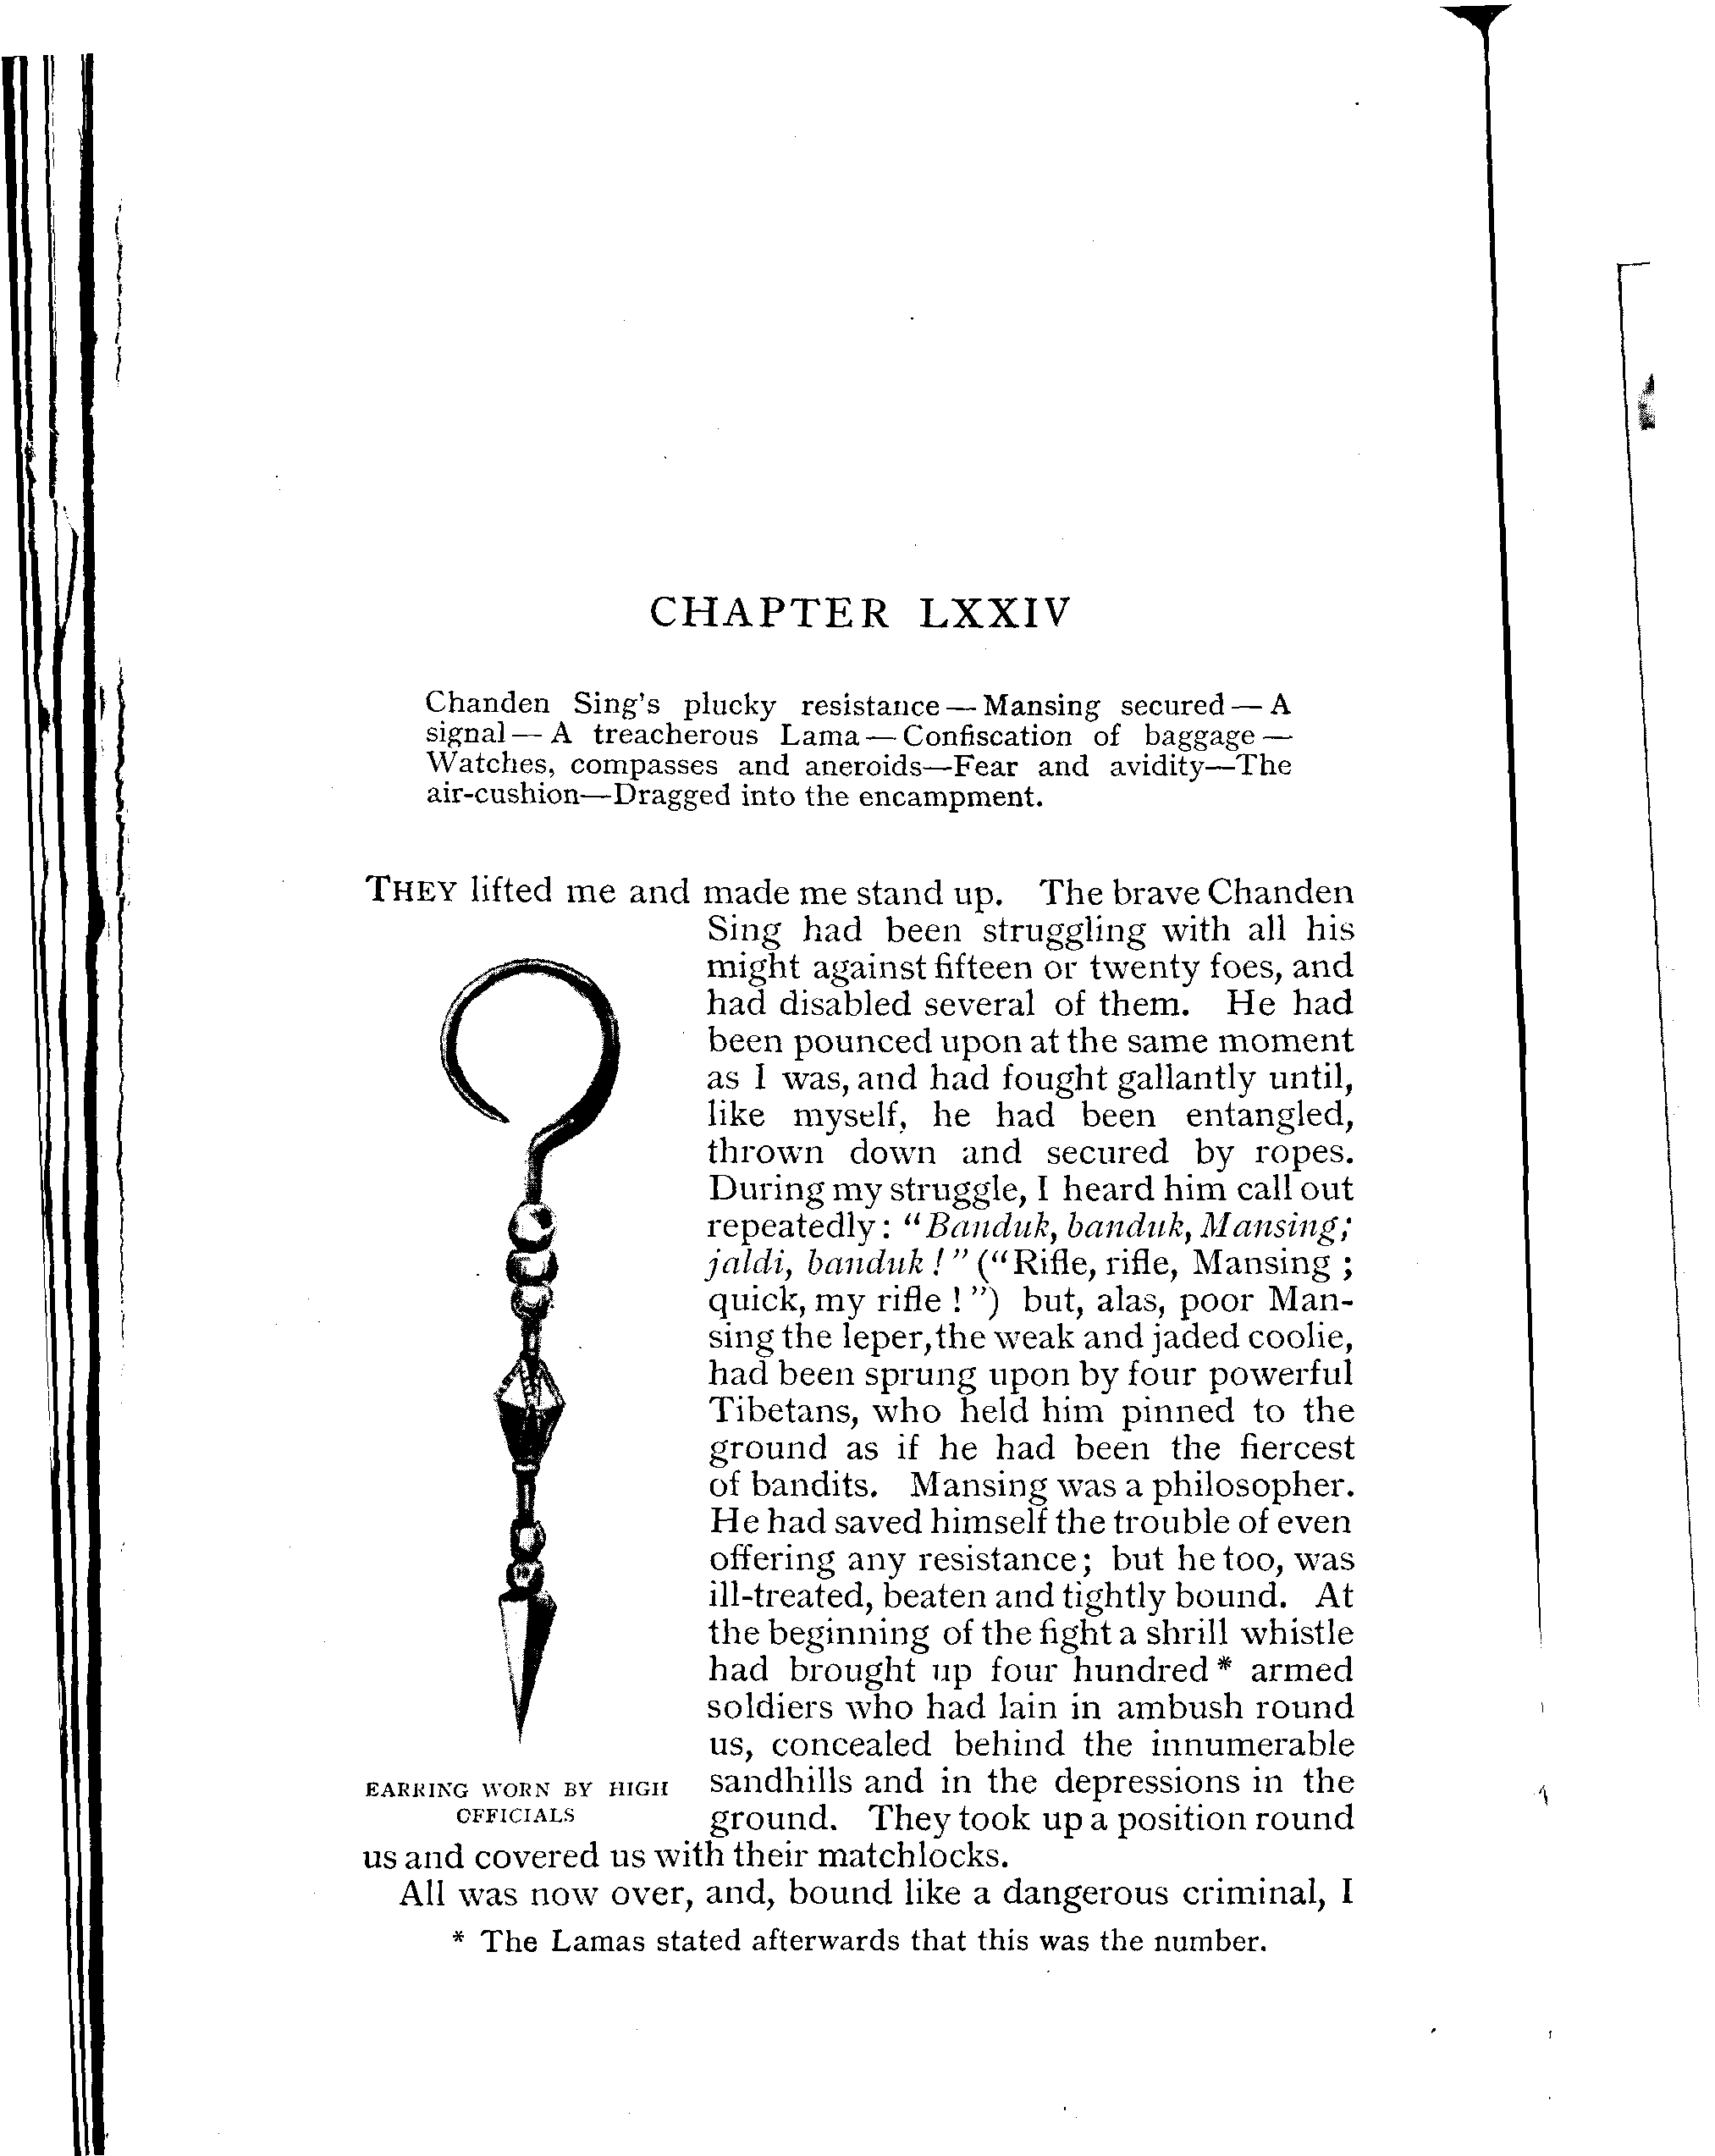 CHAPTER LXXIV
Chanden Sing's plucky resistance — Mansing secured — A
signal — A treacherous Lama — Confiscation of baggage —
Watches, compasses and aneroids—Fear and avidity—The
air-cushion—Dragged into the encampment.
THEY lifted me and made me stand up. The brave Chanden
Sing had been struggling with all his
might against fifteen or twenty foes, and
had disabled several of them. He had
been pounced upon at the same moment
as I was, and had fought gallantly until,
like myself, he had been entangled,
thrown down and secured by ropes.
During my struggle, I heard him call out
repeatedly : "Banduk, banduk, Mansing;
jaldi, banduk ! " ("Rifle, rifle, Mansing ;
quick, my rifle ! ") but, alas, poor Man-
sing the leper, the weak and jaded coolie,
had been sprung upon by four powerful
Tibetans, who held him pinned to the
ground as if he had been the fiercest
of bandits. Mansing was a philosopher.
He had saved himself the trouble of even
offering any resistance; but he too, was
ill-treated, beaten and tightly bound. At
the beginning of the fight a shrill whistle
had brought up four hundred * armed
soldiers who had lain in ambush round
us, concealed behind the innumerable
sandhills and in the depressions in the
ground. They took up a position round
us and covered us with their matchlocks.
EARRING WORN BY HIGH
OFFICIALS
All was now over, and, bound like a dangerous criminal, I
* The Lamas stated afterwards that this was the number.